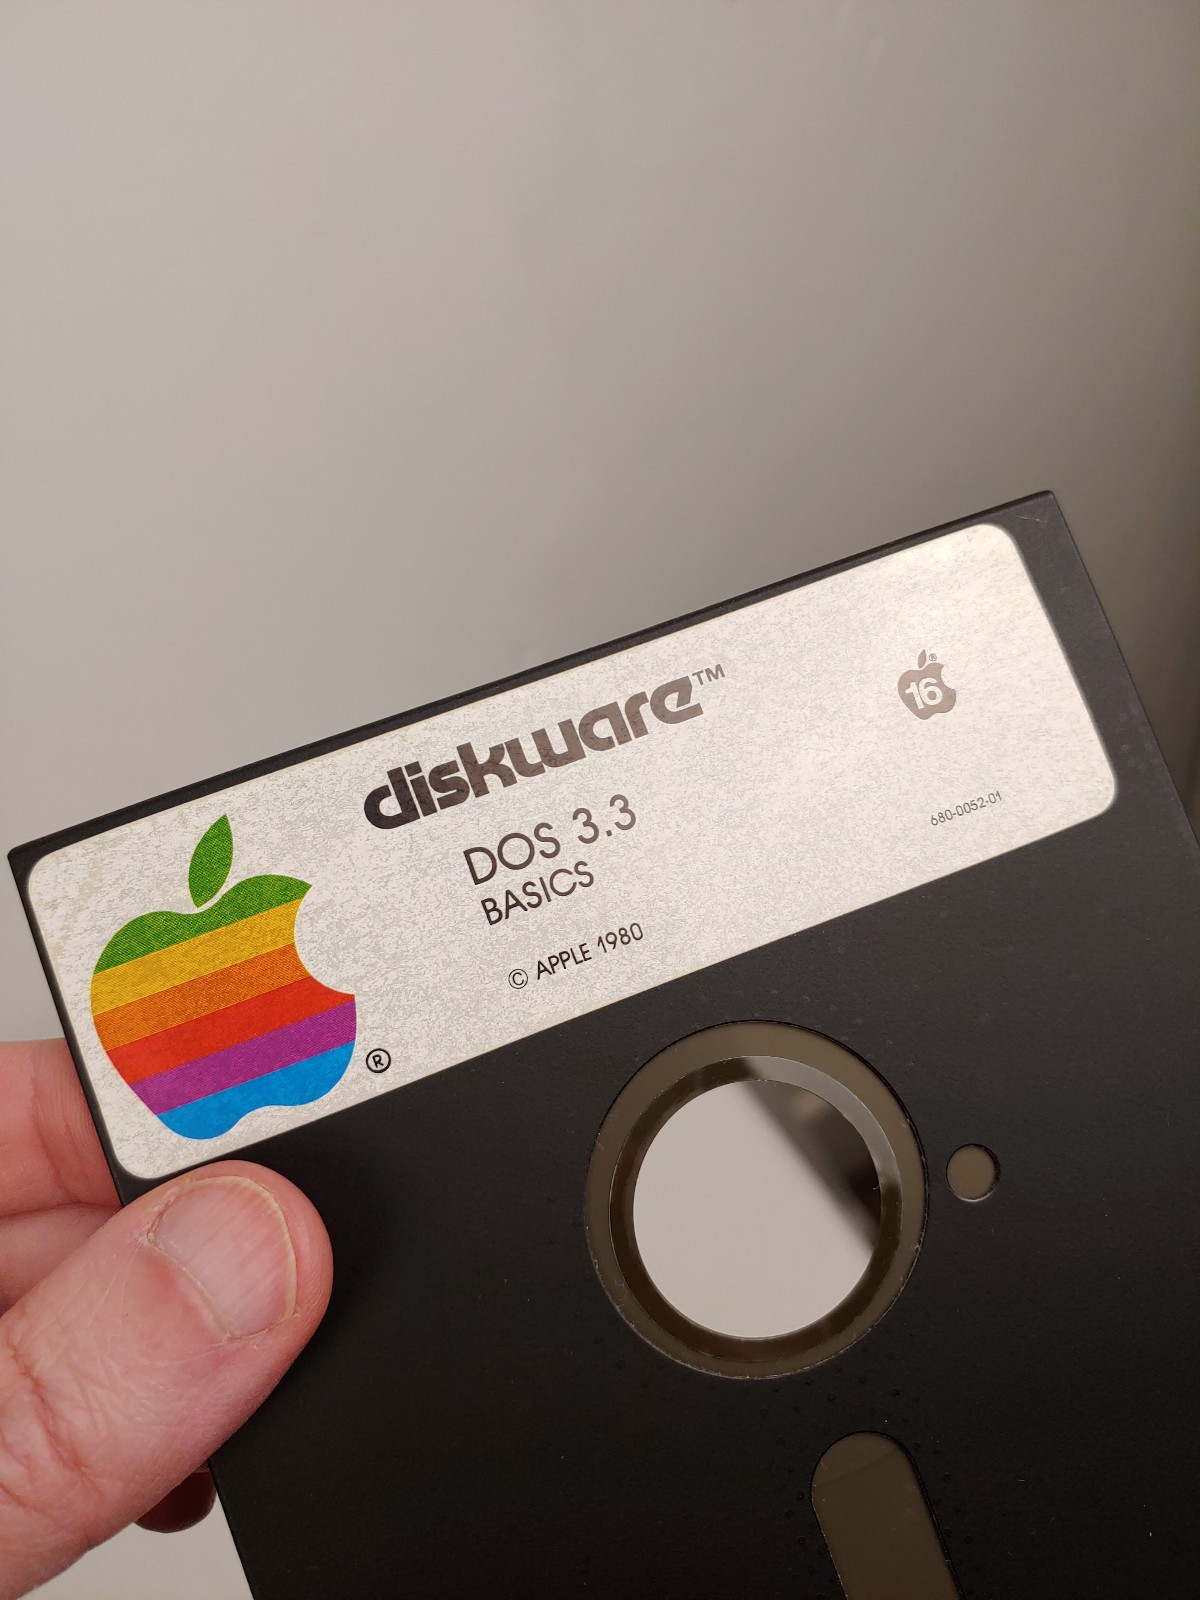 diskware™
DOS 3.3
BASICS
© APPLE 1980
®
16
®
680-0052-01